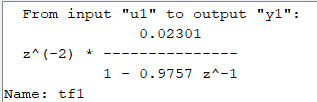 From input "u1" to output "y1":
0.02301
z^(-2) * ---------------
1 - 0.9757 z^-1
Name: tf1